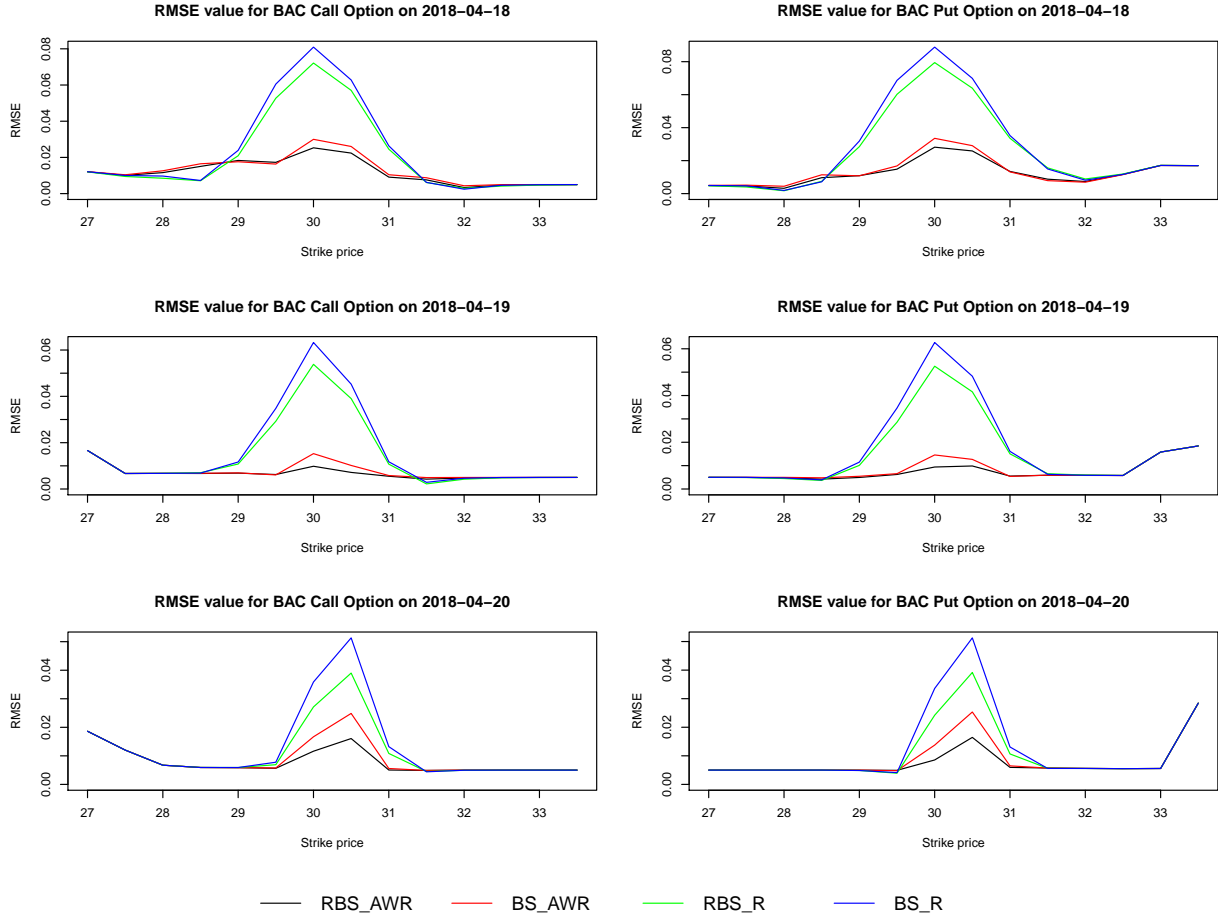 RMSE value for BAC Call Option on 2018−04−18
RMSE
0.00 0.02 0.04 0.06 0.08
27 28 29 30 31 32 33
Strike price
RMSE value for BAC Put Option on 2018−04−18
RMSE
0.00 0.04 0.08
27 28 29 30 31 32 33
Strike price
RMSE value for BAC Call Option on 2018−04−19
RMSE
0.00 0.02 0.04 0.06
27 28 29 30 31 32 33
Strike price
RMSE value for BAC Put Option on 2018−04−19
RMSE
0.00 0.02 0.04 0.06
27 28 29 30 31 32 33
Strike price
RMSE value for BAC Call Option on 2018−04−20
RMSE
0.00 0.02 0.04
27 28 29 30 31 32 33
Strike price
RMSE value for BAC Put Option on 2018−04−20
RMSE
0.00 0.02 0.04
27 28 29 30 31 32 33
Strike price
RBS_AWR BS_AWR RBS_R BS_R